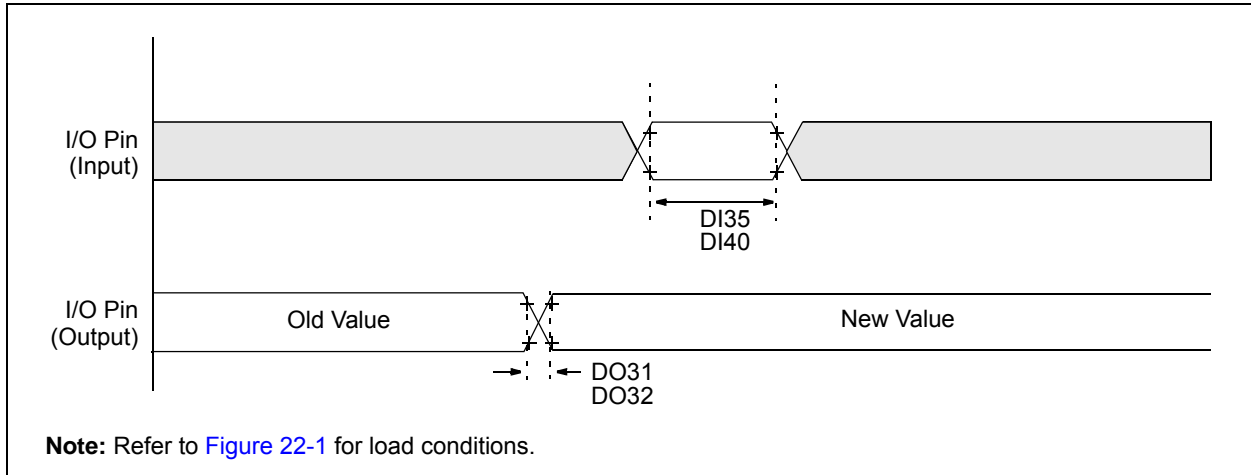 I/O Pin
(Input)
DI35
DI40
I/O Pin
(Output)
Old Value
New Value
DO31
DO32
Note: Refer to Figure 22-1 for load conditions.